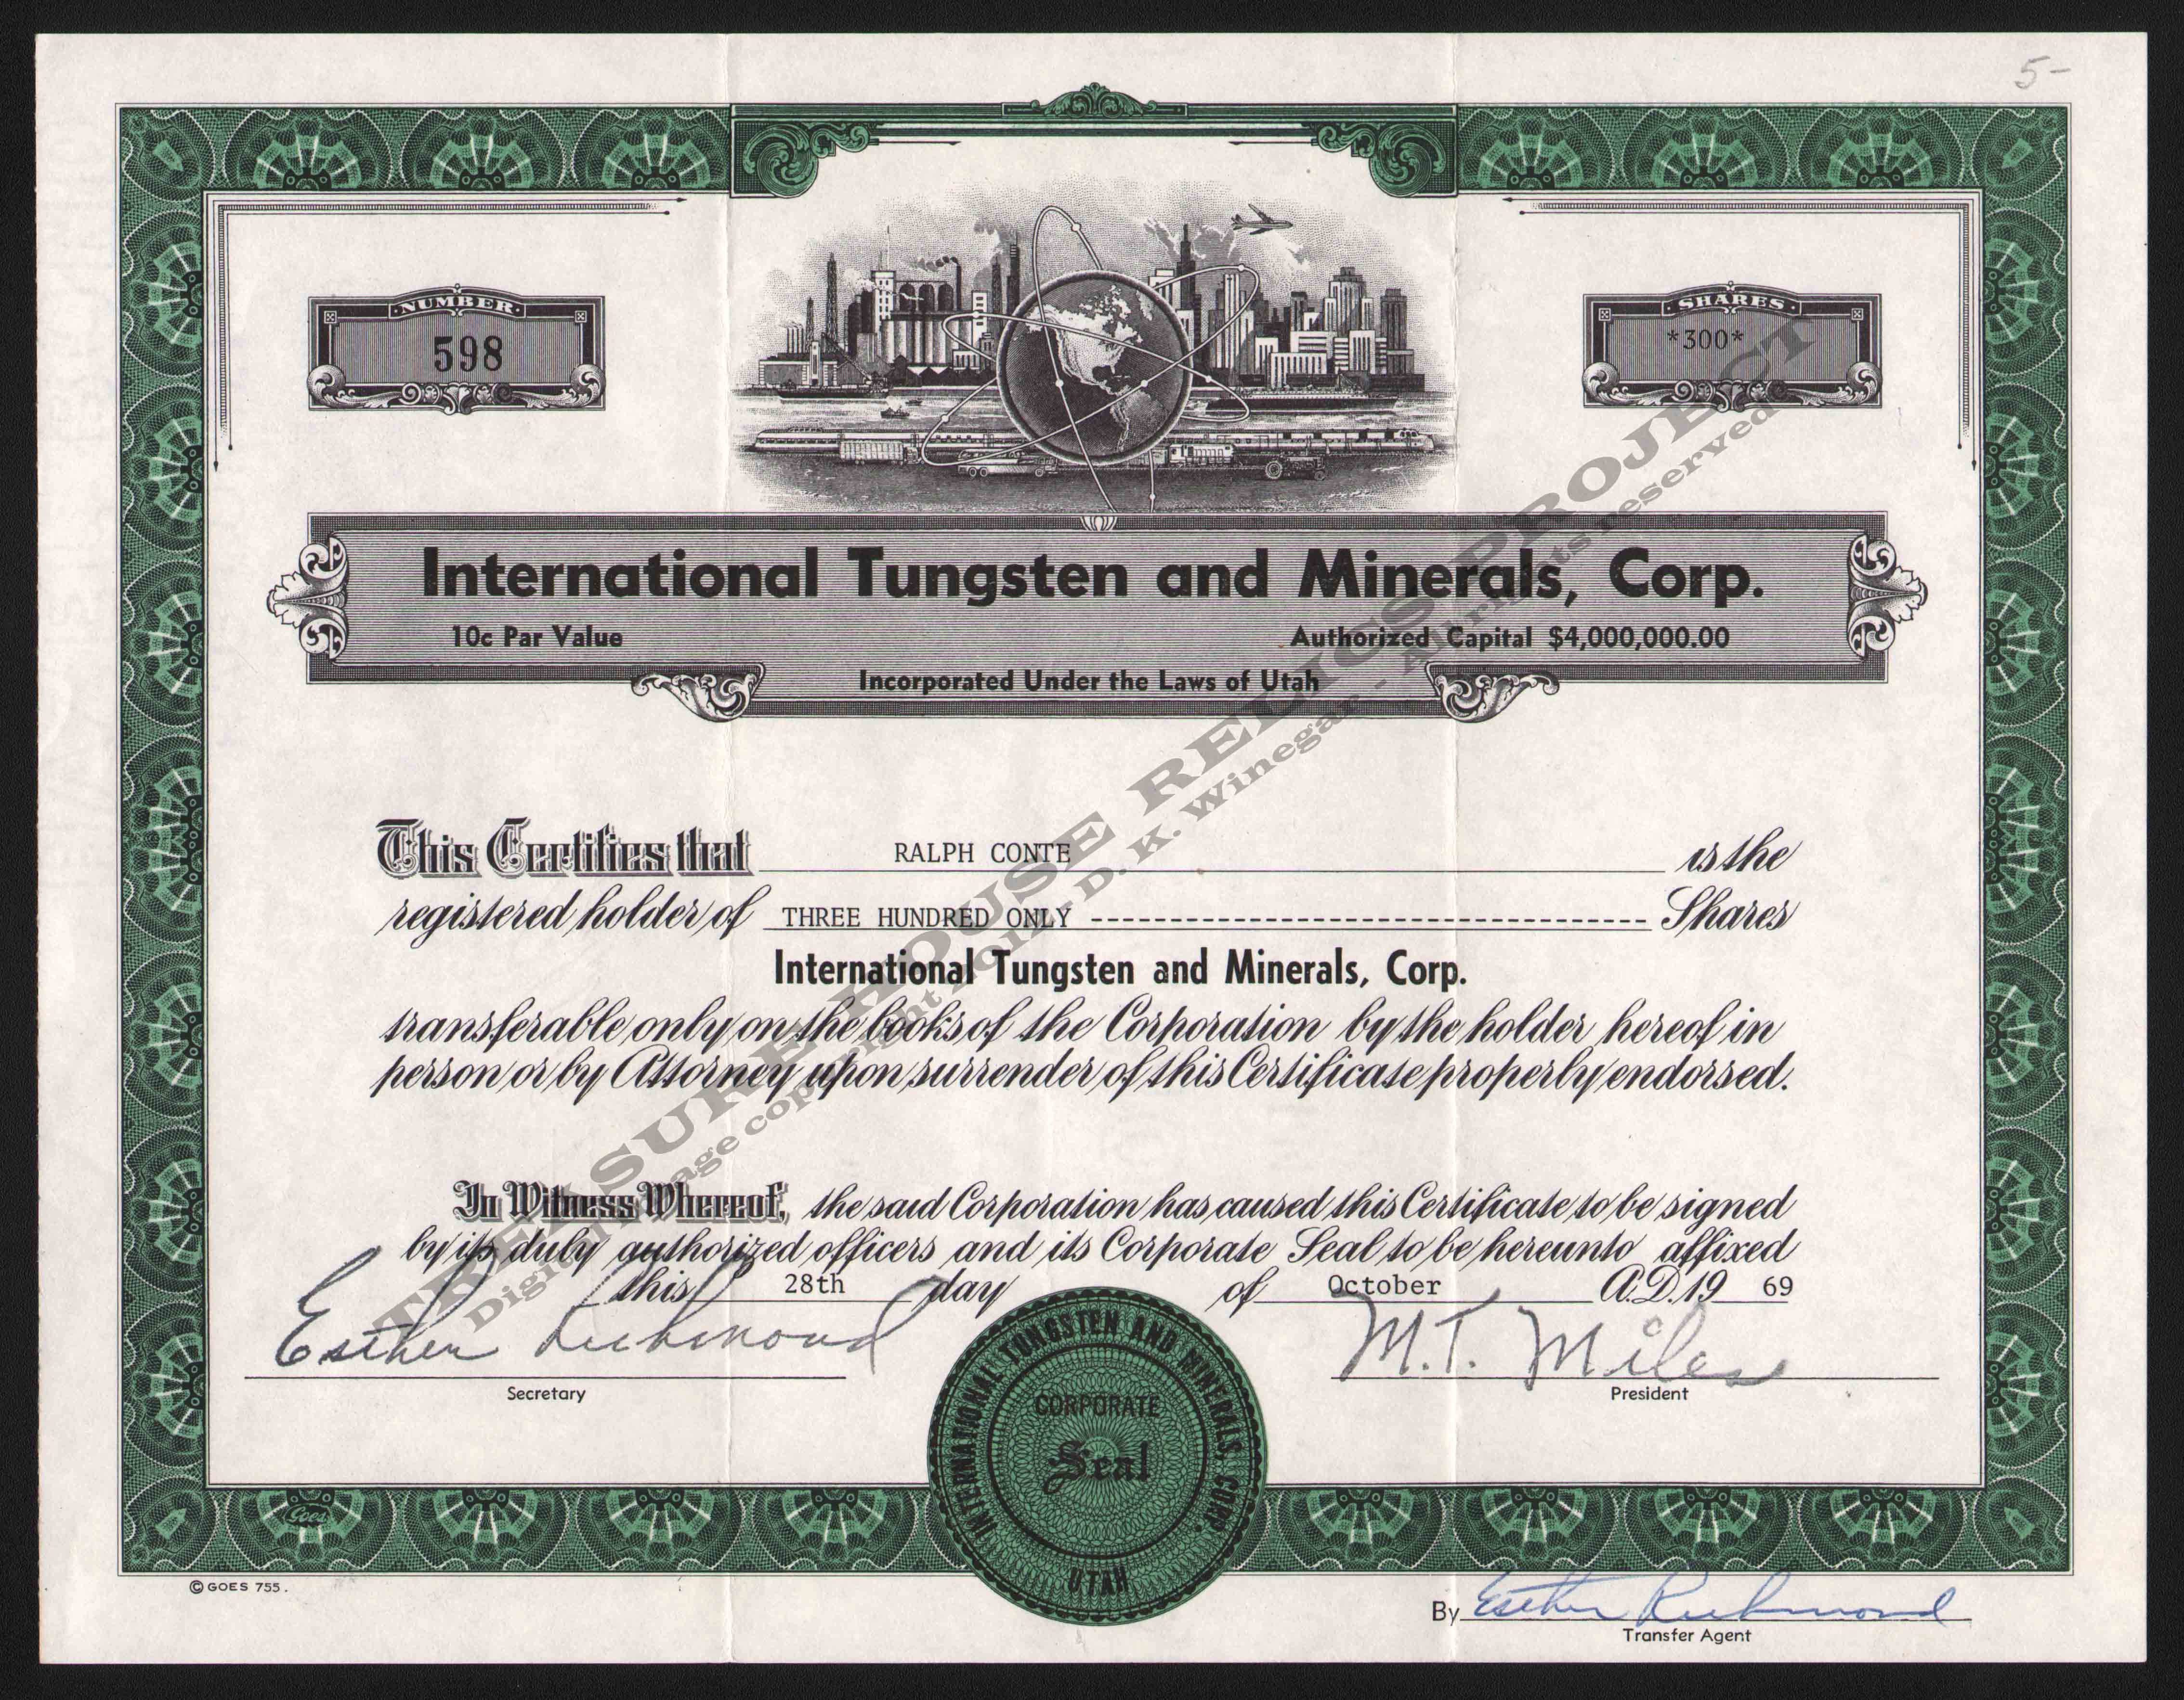 5-
NUMBER
598
SHARES
*300*
International Tungsten and Minerals, Corp.
10c Par Value
Authorized Capital $4,000,000.00
Incorporated Under the Laws of Utah
This Certifies that RALPH CONTE is the
registered holder of THREE HUNDRED ONLY ----------------------------------- Shares
International Tungsten and Minerals, Corp.
transferable only on the books of the Corporation by the holder hereof in
person or by Attorney upon surrender of this Certificate properly endorsed.
In Witness Whereof, the said Corporation has caused this Certificate to be signed
by its duly authorized officers and its Corporate Seal to be hereunto affixed
this 28th day of October A.D. 19 69
Esther Richmond
Secretary
M.T. Miles
President
INTERNATIONAL TUNGSTEN AND MINERALS, CORP.
CORPORATE
Seal
UTAH
Goes
© GOES 755.
By Esther Richmond
Transfer Agent
TREASURE HOUSE RELICS PROJECT
Digital image copyright 2011 - D. K. Winegar - All rights reserved